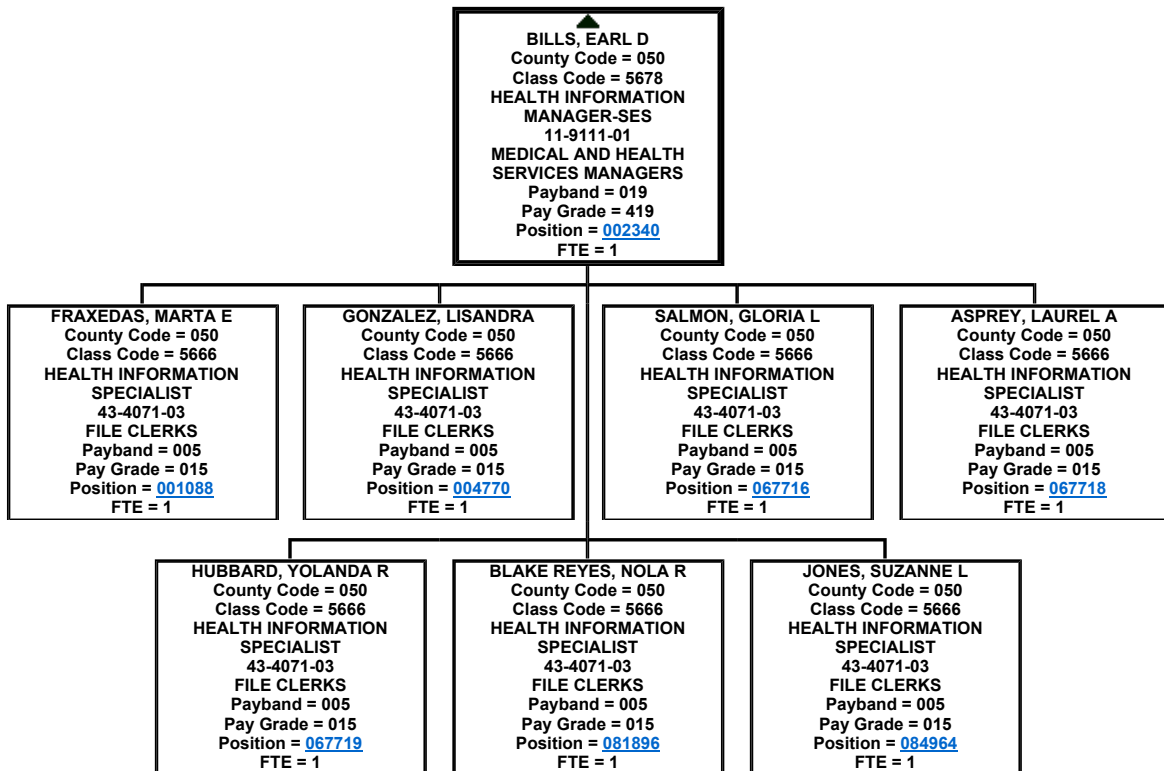 BILLS, EARL D
County Code = 050
Class Code = 5678
HEALTH INFORMATION
MANAGER-SES
11-9111-01
MEDICAL AND HEALTH
SERVICES MANAGERS
Payband = 019
Pay Grade = 419
Position = 002340
FTE = 1
FRAXEDAS, MARTA E
County Code = 050
Class Code = 5666
HEALTH INFORMATION
SPECIALIST
43-4071-03
FILE CLERKS
Payband = 005
Pay Grade = 015
Position = 001088
FTE = 1
GONZALEZ, LISANDRA
County Code = 050
Class Code = 5666
HEALTH INFORMATION
SPECIALIST
43-4071-03
FILE CLERKS
Payband = 005
Pay Grade = 015
Position = 004770
FTE = 1
SALMON, GLORIA L
County Code = 050
Class Code = 5666
HEALTH INFORMATION
SPECIALIST
43-4071-03
FILE CLERKS
Payband = 005
Pay Grade = 015
Position = 067716
FTE = 1
ASPREY, LAUREL A
County Code = 050
Class Code = 5666
HEALTH INFORMATION
SPECIALIST
43-4071-03
FILE CLERKS
Payband = 005
Pay Grade = 015
Position = 067718
FTE = 1
HUBBARD, YOLANDA R
County Code = 050
Class Code = 5666
HEALTH INFORMATION
SPECIALIST
43-4071-03
FILE CLERKS
Payband = 005
Pay Grade = 015
Position = 067719
FTE = 1
BLAKE REYES, NOLA R
County Code = 050
Class Code = 5666
HEALTH INFORMATION
SPECIALIST
43-4071-03
FILE CLERKS
Payband = 005
Pay Grade = 015
Position = 081896
FTE = 1
JONES, SUZANNE L
County Code = 050
Class Code = 5666
HEALTH INFORMATION
SPECIALIST
43-4071-03
FILE CLERKS
Payband = 005
Pay Grade = 015
Position = 084964
FTE = 1